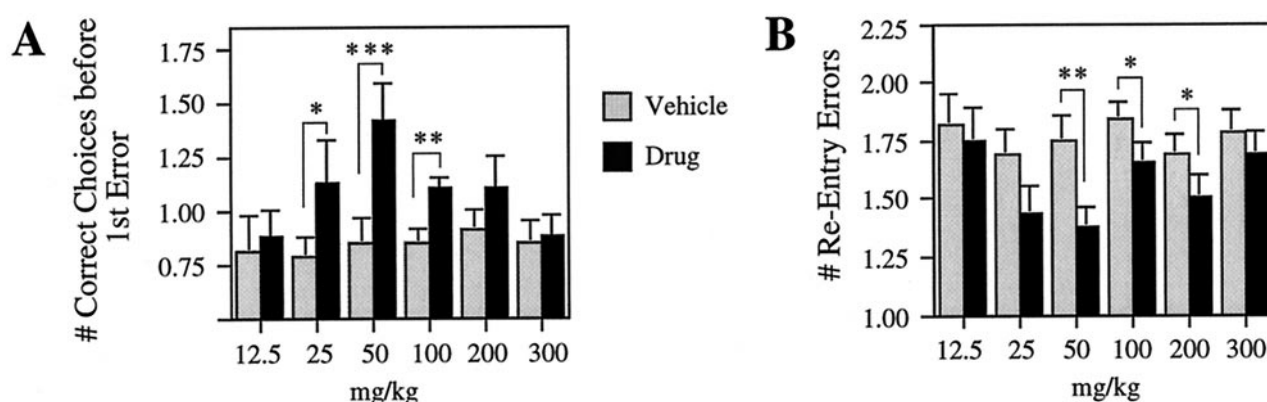 A
# Correct Choices before
1st Error
1.75
1.50
1.25
1.00
0.75
*
***
**
12.5 25 50 100 200 300
mg/kg
Vehicle
Drug
B
# Re-Entry Errors
2.25
2.00
1.75
1.50
1.25
1.00
**
*
*
12.5 25 50 100 200 300
mg/kg